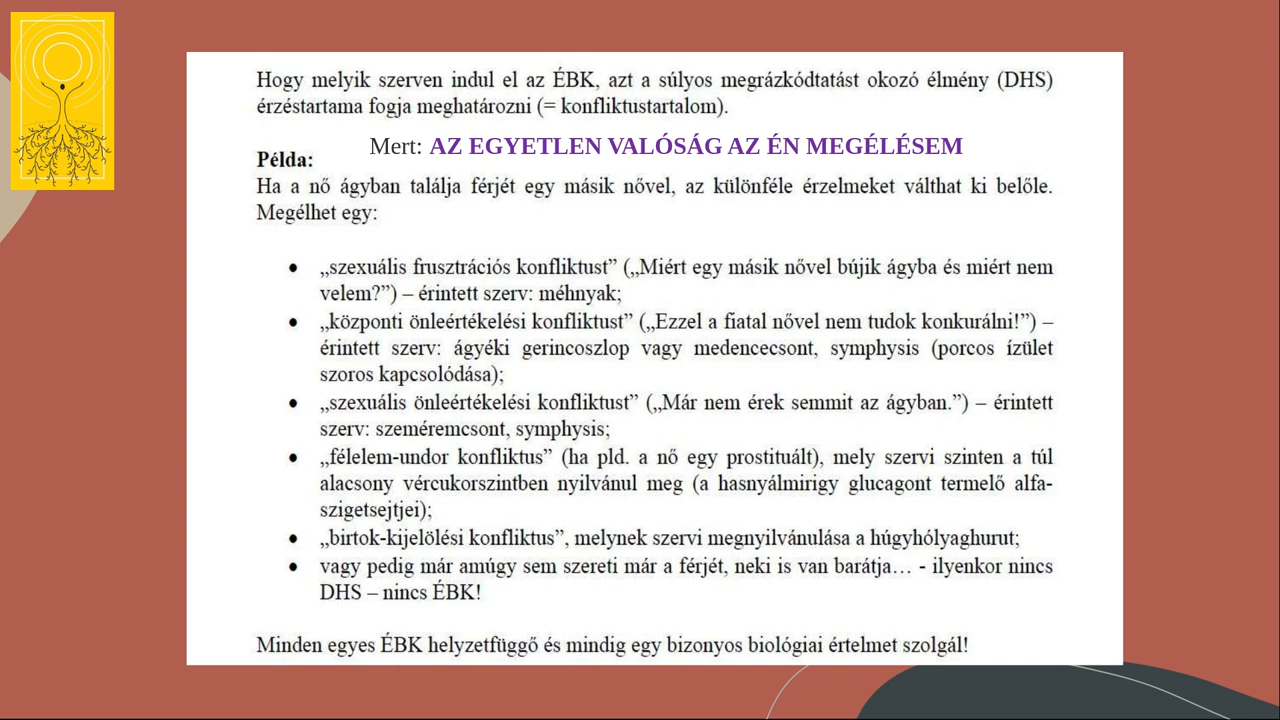 Hogy melyik szerven indul el az ÉBK, azt a súlyos megrázkódtatást okozó élmény (DHS)
érzéstartama fogja meghatározni (= konfliktustartalom).
Mert: AZ EGYETLEN VALÓSÁG AZ ÉN MEGÉLÉSEM
Példa:
Ha a nő ágyban találja férjét egy másik nővel, az különféle érzelmeket válthat ki belőle.
Megélhet egy:
● „szexuális frusztrációs konfliktust” („Miért egy másik nővel bújik ágyba és miért nem
velem?”) – érintett szerv: méhnyak;
● „központi önleértékelési konfliktust” („Ezzel a fiatal nővel nem tudok konkurálni!”) –
érintett szerv: ágyéki gerincoszlop vagy medencecsont, symphysis (porcos ízület
szoros kapcsolódása);
● „szexuális önleértékelési konfliktust” („Már nem érek semmit az ágyban.”) – érintett
szerv: szeméremcsont, symphysis;
● „félelem-undor konfliktus” (ha pld. a nő egy prostituált), mely szervi szinten a túl
alacsony vércukorszintben nyilvánul meg (a hasnyálmirigy glucagont termelő alfa-
szigetsejtjei);
● „birtok-kijelölési konfliktus”, melynek szervi megnyilvánulása a húgyhólyaghurut;
● vagy pedig már amúgy sem szereti már a férjét, neki is van barátja… - ilyenkor nincs
DHS – nincs ÉBK!
Minden egyes ÉBK helyzetfüggő és mindig egy bizonyos biológiai értelmet szolgál!